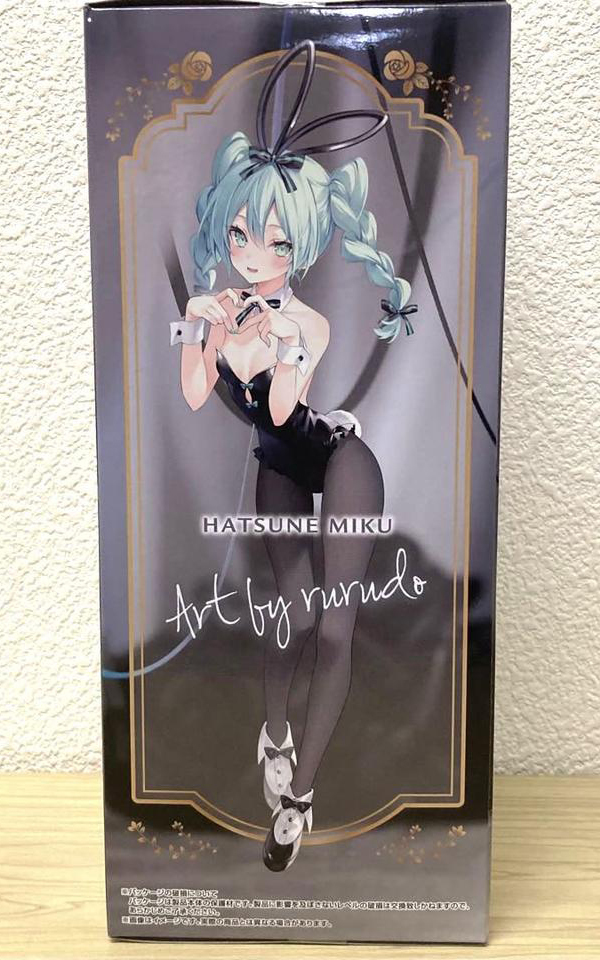 HATSUNE MIKU
Art by rurudo
※パッケージの破損について
パッケージは製品本体の保護材です。製品に影響を及ぼさないレベルの破損は交換致しかねますので、
あらかじめご了承ください。
※画像はイメージです。実際の商品とは異なる場合があります。